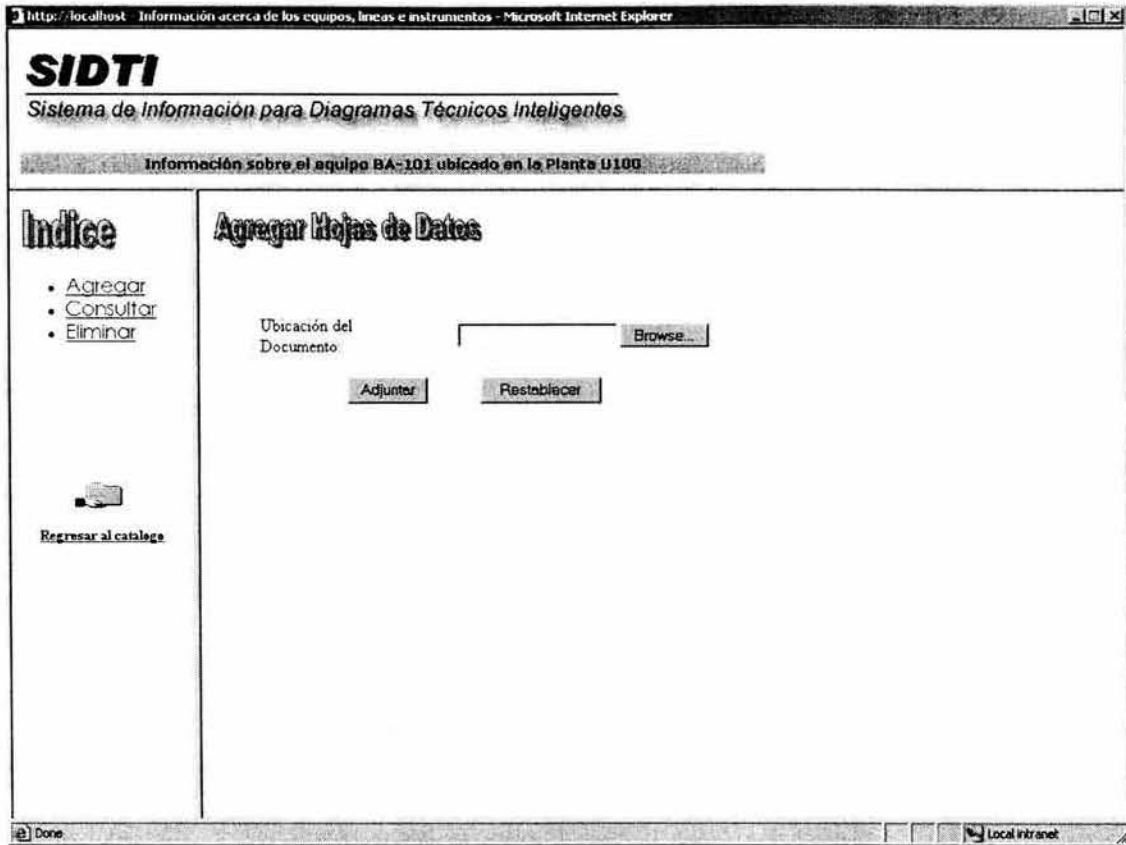 http://localhost - Información acerca de los equipos, lineas e instrumentos - Microsoft Internet Explorer
SIDTI
Sistema de Información para Diagramas Técnicos Inteligentes
Información sobre el equipo BA-101 ubicado en la Planta U100
Indice
Agregar
Consultar
Eliminar
Regresar al catalogo
Agregar Hojas de Datos
Ubicación del
Documento:
Browse...
Adjuntar
Restablecer
Done
Local intranet